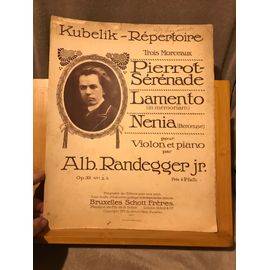 Kubelik-Répertoire
Trois Morceaux
Pierrot-
Sérénade
Lamento
(in memoriam)
Nenia (Berceuse)
pour
Violon et piano
par
Alb. Randegger jr.
Op. 33
Bruxelles Schott Frères.